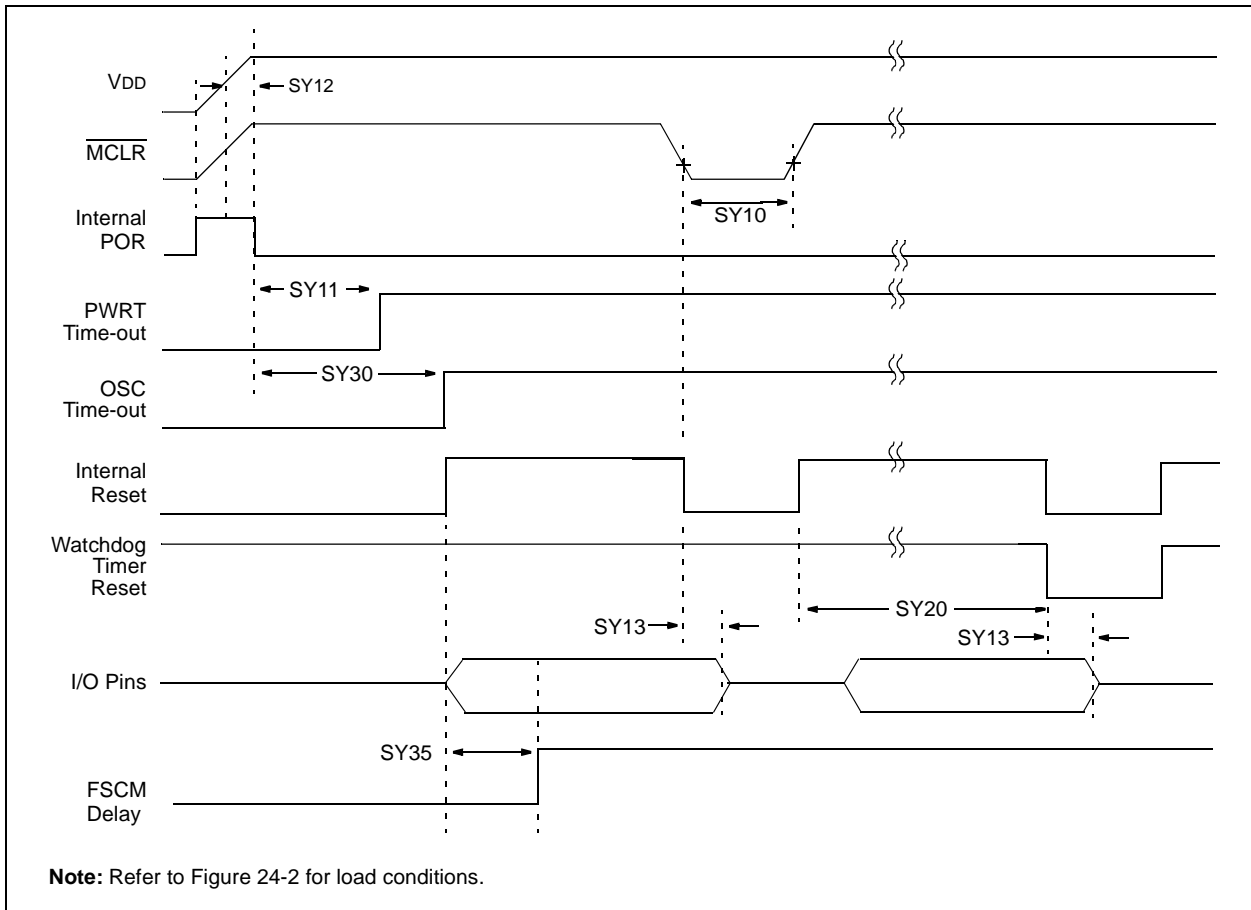 VDD
SY12
MCLR
SY10
Internal
POR
SY11
PWRT
Time-out
SY30
OSC
Time-out
Internal
Reset
Watchdog
Timer
Reset
SY20
SY13
SY13
I/O Pins
SY35
FSCM
Delay
Note: Refer to Figure 24-2 for load conditions.